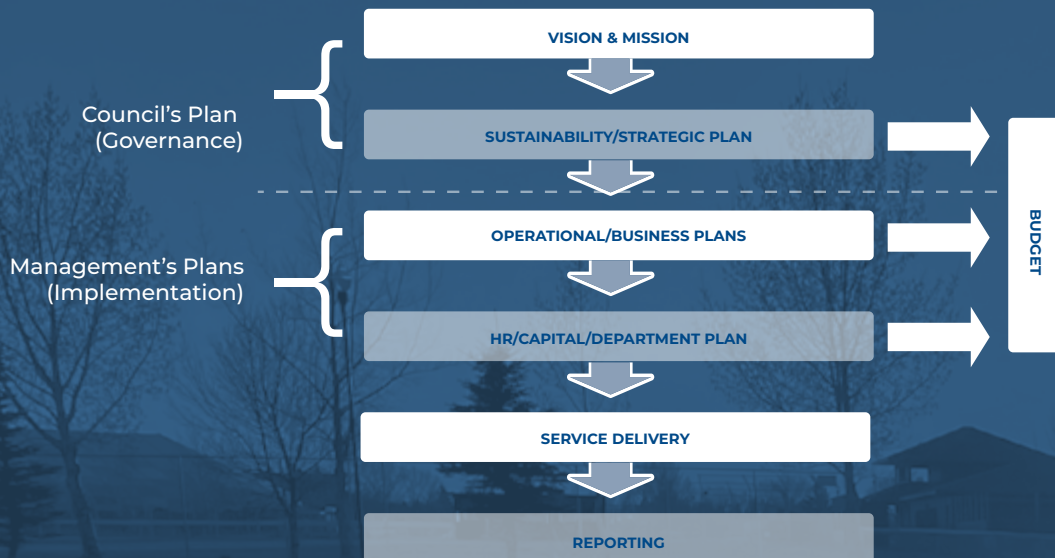 VISION & MISSION
Council’s Plan
(Governance)
SUSTAINABILITY/STRATEGIC PLAN
BUDGET
OPERATIONAL/BUSINESS PLANS
Management’s Plans
(Implementation)
HR/CAPITAL/DEPARTMENT PLAN
SERVICE DELIVERY
REPORTING